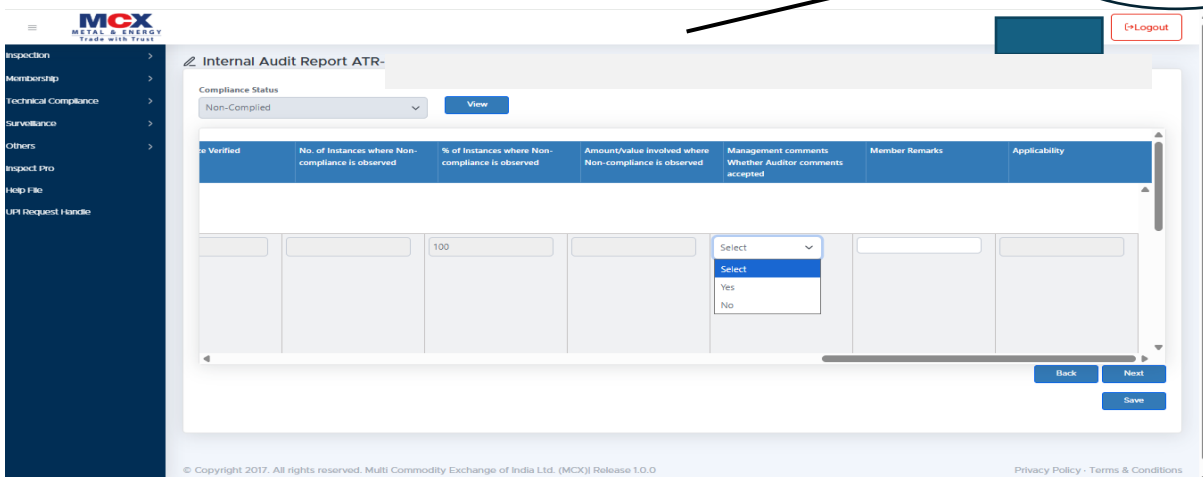 MCX
METAL & ENERGY
Trade with Trust
Logout
Inspection
Membership
Technical Compliance
Surveillance
Others
Inspect Pro
Help File
UPI Request Handle
Internal Audit Report ATR-
Compliance Status
Non-Complied
View
Verified
No. of Instances where Non-
compliance is observed
% of Instances where Non-
compliance is observed
Amount/value involved where
Non-compliance is observed
Management comments
Whether Auditor comments
accepted
Member Remarks
Applicability
100
Select
Select
Yes
No
Back
Next
Save
© Copyright 2017. All rights reserved. Multi Commodity Exchange of India Ltd. (MCX)| Release 1.0.0
Privacy Policy - Terms & Conditions